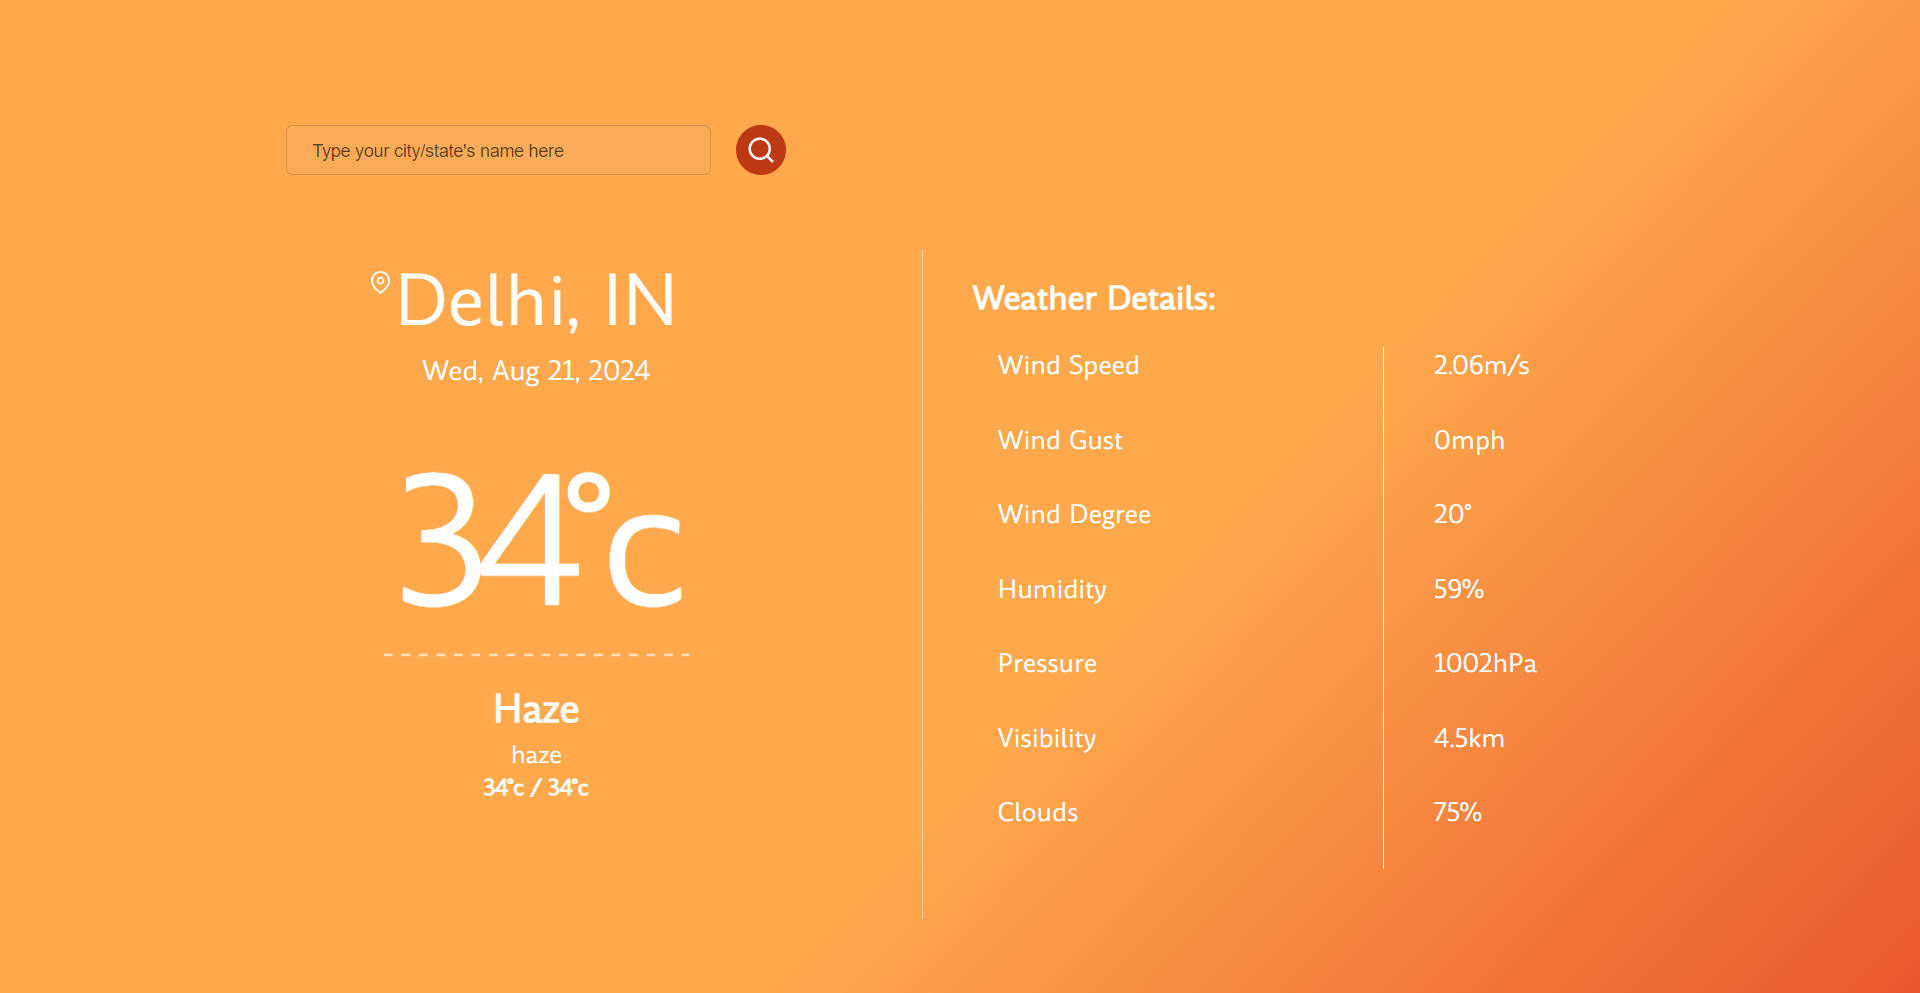 Type your city/state's name here
Delhi, IN
Wed, Aug 21, 2024
34°c
Haze
haze
34°c / 34°c
Weather Details:
Wind Speed 2.06m/s
Wind Gust 0mph
Wind Degree 20°
Humidity 59%
Pressure 1002hPa
Visibility 4.5km
Clouds 75%